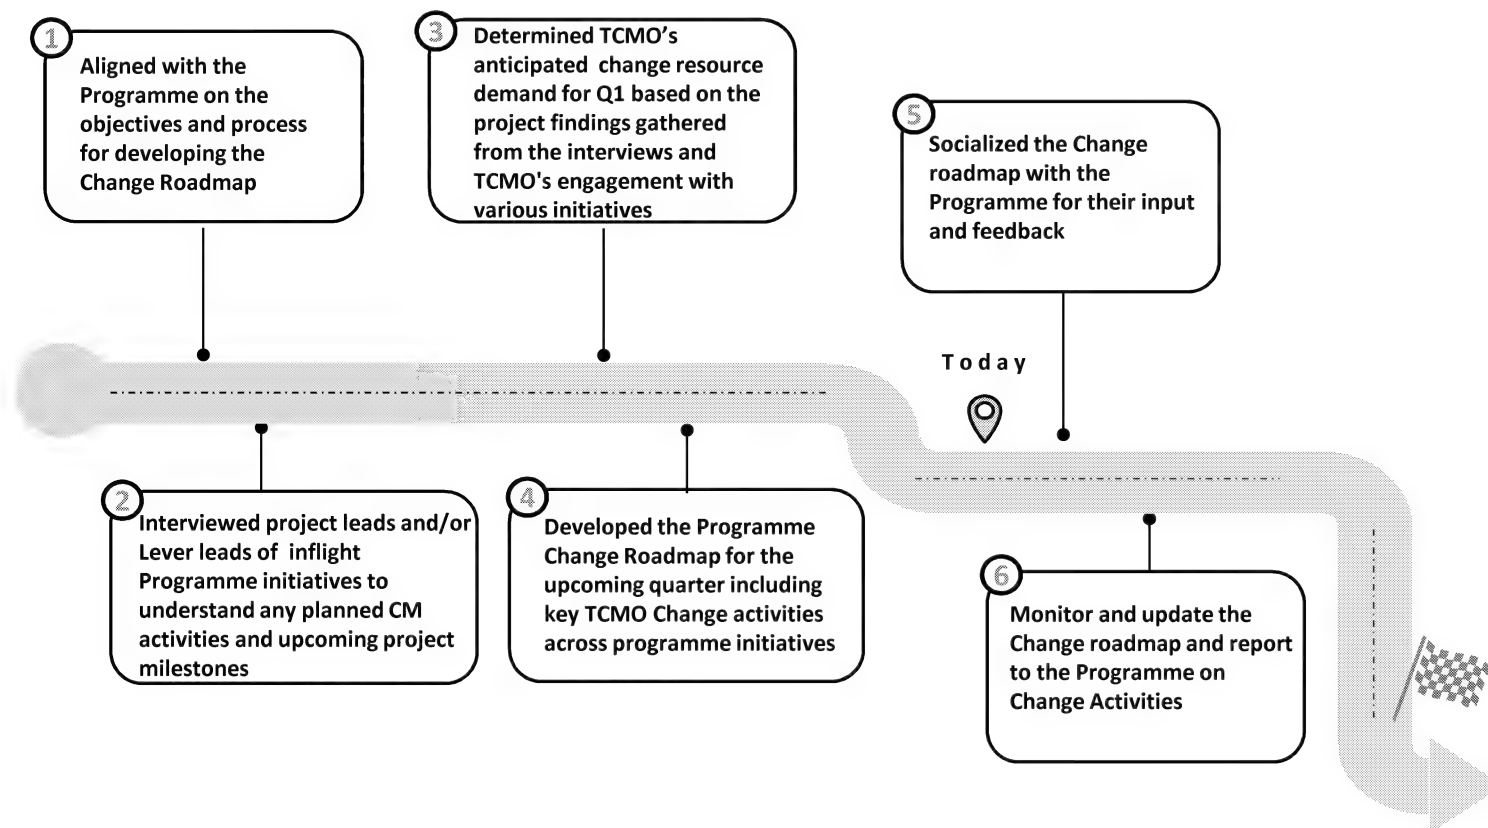 1
Aligned with the
Programme on the
objectives and process
for developing the
Change Roadmap
2
Interviewed project leads and/or
Lever leads of  inflight
Programme initiatives to
understand any planned CM
activities and upcoming project
milestones
3
Determined TCMO’s
anticipated  change resource
demand for Q1 based on the
project findings gathered
from the interviews and
TCMO's engagement with
various initiatives
4
Developed the Programme
Change Roadmap for the
upcoming quarter including
key TCMO Change activities
across programme initiatives
Today
5
Socialized the Change
roadmap with the
Programme for their input
and feedback
6
Monitor and update the
Change roadmap and report
to the Programme on
Change Activities